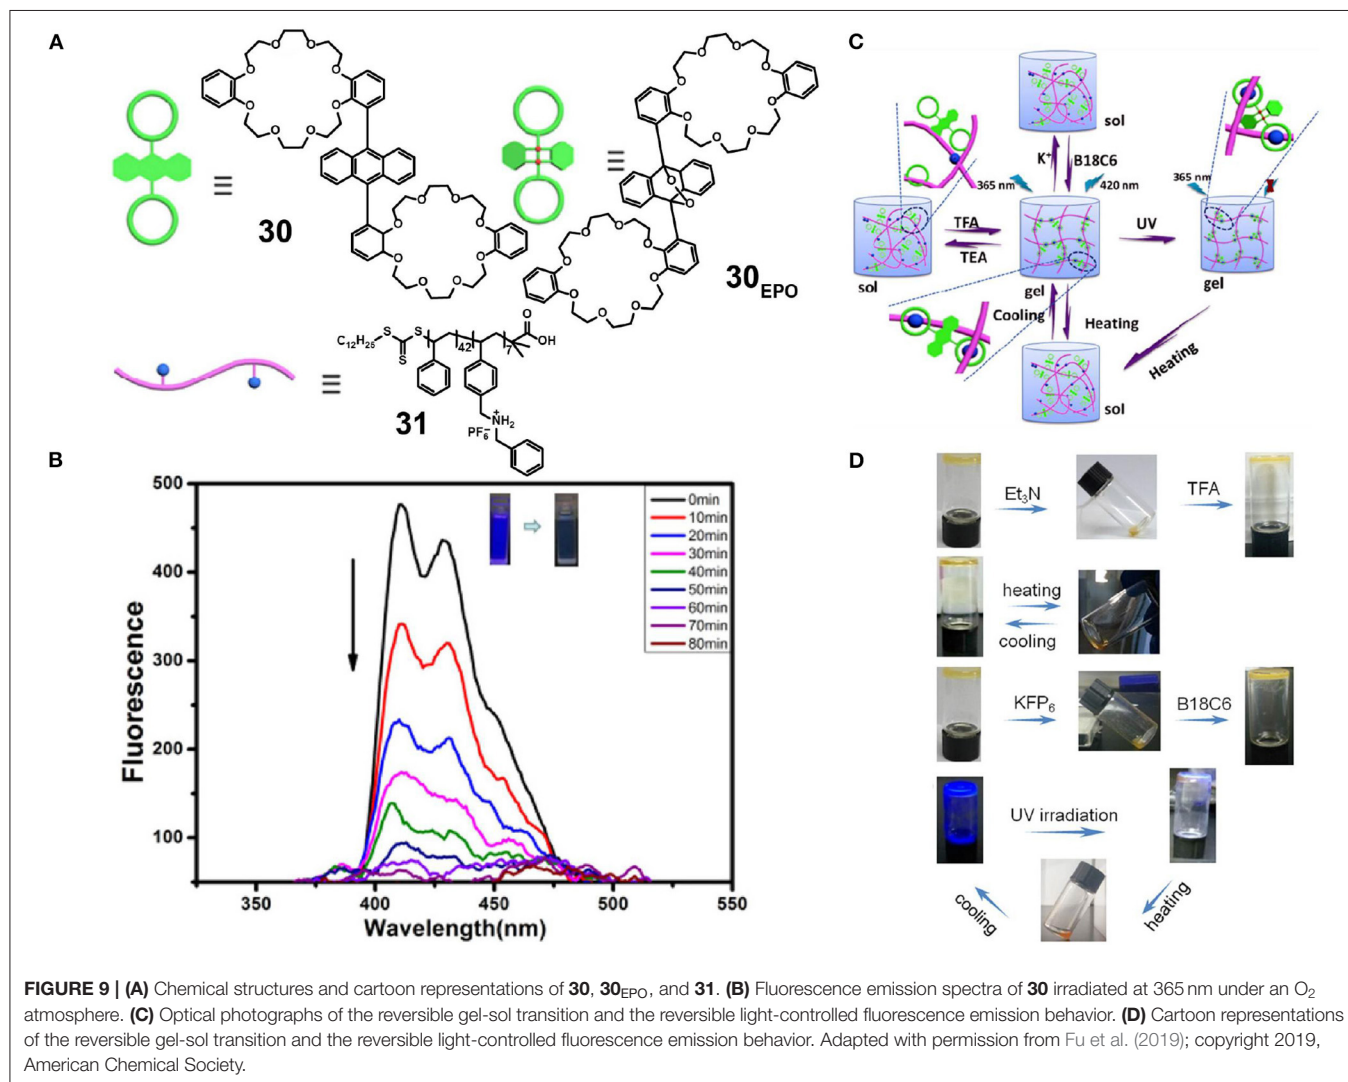 A
30
30EPO
C12H25
S
S
S
42
7
O
OH
+
NH2
PF6−
31
C
sol
K+
B18C6
365 nm
420 nm
365 nm
TFA
TEA
UV
sol
gel
gel
Cooling
Heating
Heating
sol
B
500
400
300
200
100
350
400
450
500
550
Fluorescence
Wavelength(nm)
0min
10min
20min
30min
40min
50min
60min
70min
80min
D
Et3N
TFA
heating
cooling
KFP6
B18C6
UV irradiation
cooling
heating
FIGURE 9 | (A) Chemical structures and cartoon representations of 30, 30EPO, and 31. (B) Fluorescence emission spectra of 30 irradiated at 365 nm under an O2
atmosphere. (C) Optical photographs of the reversible gel-sol transition and the reversible light-controlled fluorescence emission behavior. (D) Cartoon representations
of the reversible gel-sol transition and the reversible light-controlled fluorescence emission behavior. Adapted with permission from Fu et al. (2019); copyright 2019,
American Chemical Society.